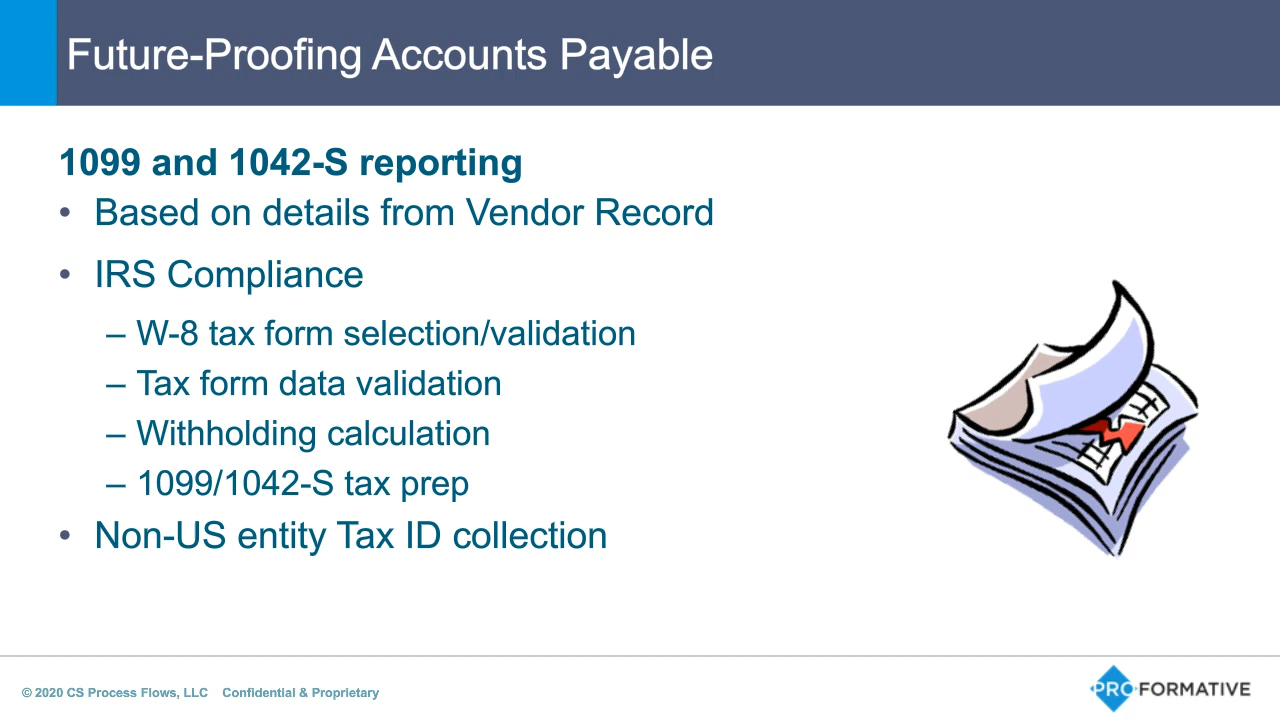 Future-Proofing Accounts Payable
1099 and 1042-S reporting
• Based on details from Vendor Record
• IRS Compliance
– W-8 tax form selection/validation
– Tax form data validation
– Withholding calculation
– 1099/1042-S tax prep
• Non-US entity Tax ID collection
© 2020 CS Process Flows, LLC Confidential & Proprietary
PROFORMATIVE